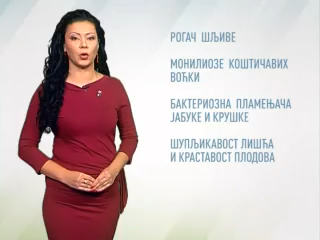 РОГАЧ ШЉИВЕ
МОНИЛИОЗЕ КОШТИЧАВИХ
ВОЋКИ
БАКТЕРИОЗНА ПЛАМЕЊАЧА
ЈАБУКЕ И КРУШКЕ
ШУПЉИКАВОСТ ЛИШЋА
И КРАСТАВОСТ ПЛОДОВА